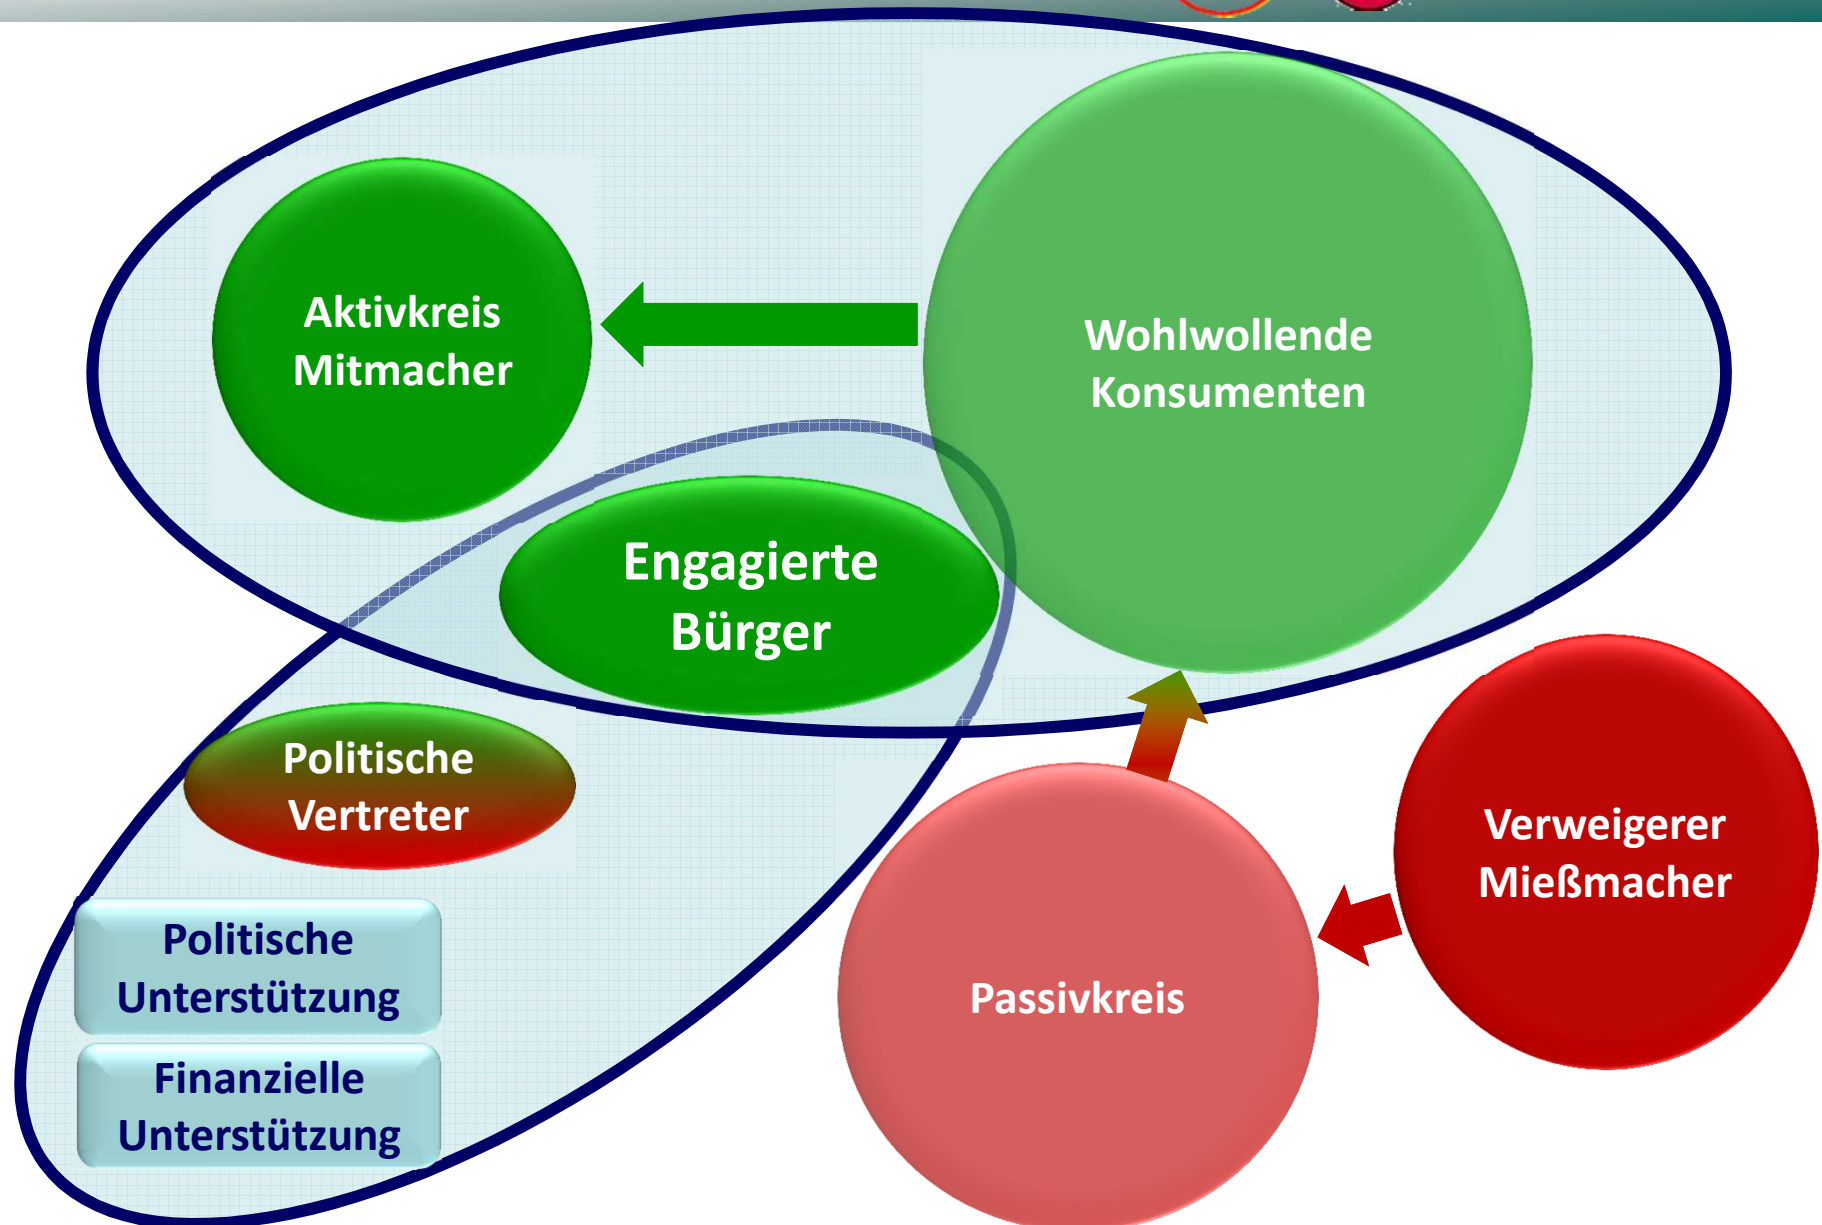 Aktivkreis
Mitmacher
Wohlwollende
Konsumenten
Engagierte
Bürger
Politische
Vertreter
Verweigerer
Mießmacher
Politische
Unterstützung
Passivkreis
Finanzielle
Unterstützung